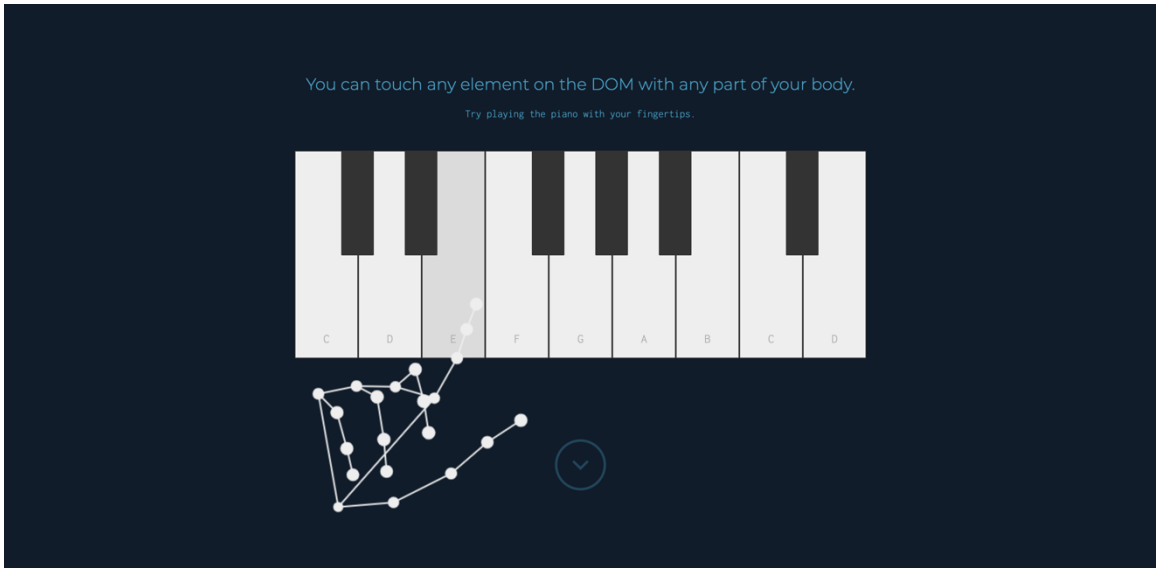 You can touch any element on the DOM with any part of your body.
Try playing the piano with your fingertips.
C D E F G A B C D